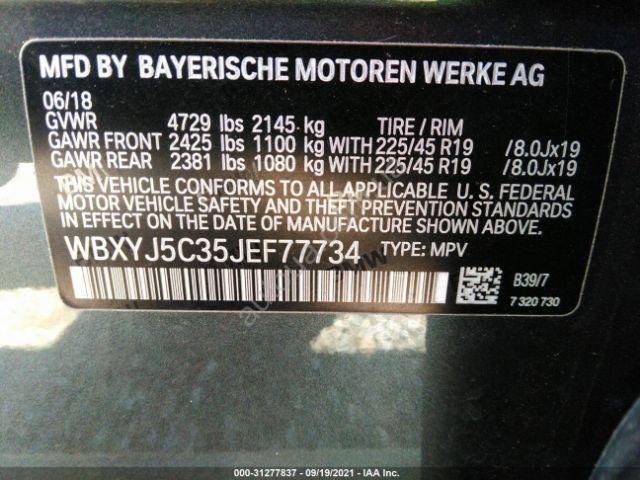 MFD BY BAYERISCHE MOTOREN WERKE AG
06/18
GVWR 4729 lbs 2145 kg TIRE / RIM
GAWR FRONT 2425 lbs 1100 kg WITH 225/45 R19 /8.0Jx19
GAWR REAR 2381 lbs 1080 kg WITH 225/45 R19 /8.0Jx19
THIS VEHICLE CONFORMS TO ALL APPLICABLE U. S. FEDERAL
MOTOR VEHICLE SAFETY AND THEFT PREVENTION STANDARDS
IN EFFECT ON THE DATE OF MANUFACTURE SHOWN ABOVE.
WBXYJ5C35JEF77734 TYPE: MPV
B39/7
7 320 730
000-31277837 - 09/19/2021 - IAA Inc.